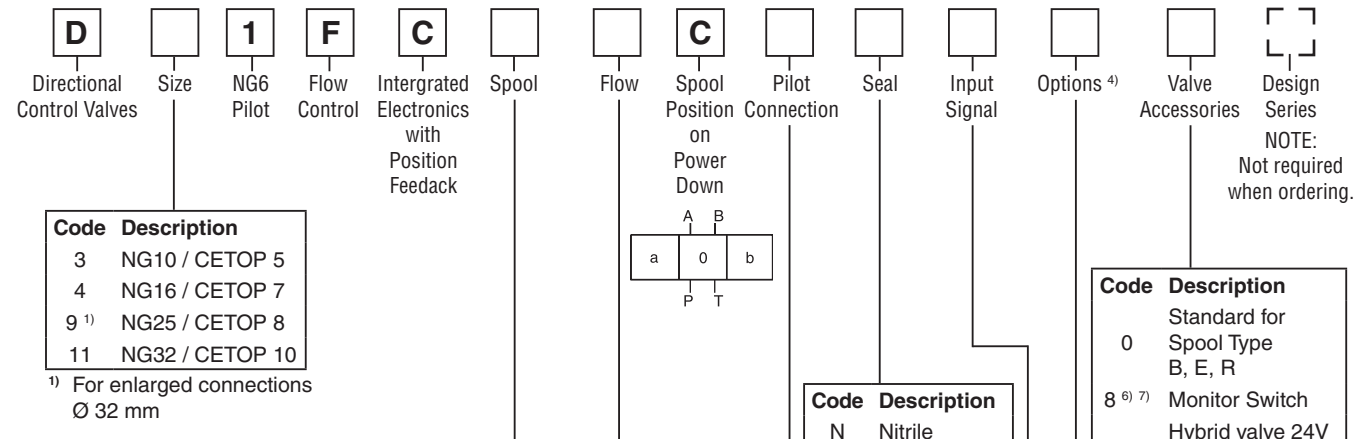 D 1 F C C
Directional Control Valves
Size
NG6 Pilot
Flow Control
Intergrated Electronics with Position Feedack
Spool
Flow
Spool Position on Power Down
Pilot Connection
Seal
Input Signal
Options 4)
Valve Accessories
Design Series
NOTE:
Not required when ordering.
A B
a 0 b
P T
Code Description
3 NG10 / CETOP 5
4 NG16 / CETOP 7
9 1) NG25 / CETOP 8
11 NG32 / CETOP 10
1) For enlarged connections
Ø 32 mm
Code Description
N Nitrile
Code Description
0 Standard for Spool Type B, E, R
8 6) 7) Monitor Switch
Hybrid valve 24V